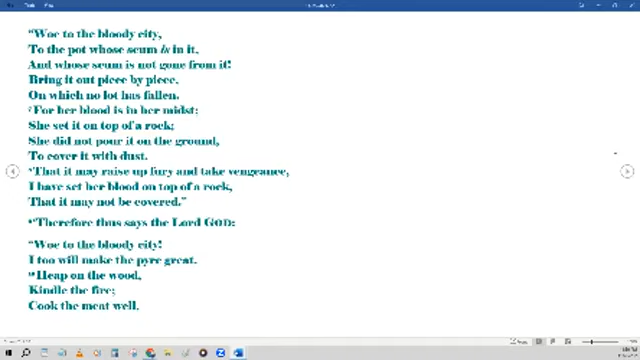 "Woe to the bloody city,
To the pot whose scum is in it,
And whose scum is not gone from it!
Bring it out piece by piece,
On which no lot has fallen.
7 For her blood is in her midst;
She set it on top of a rock;
She did not pour it on the ground,
To cover it with dust.
8 That it may raise up fury and take vengeance,
I have set her blood on top of a rock,
That it may not be covered."
9 'Therefore thus says the Lord GOD:
"Woe to the bloody city!
I too will make the pyre great.
10 Heap on the wood,
Kindle the fire;
Cook the meat well,